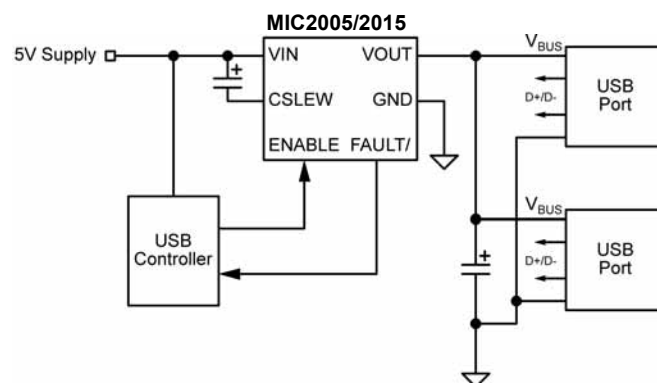 MIC2005/2015
5V Supply
VIN
VOUT
CSLEW
GND
ENABLE
FAULT/
USB
Controller
VBUS
D+/D-
USB
Port
VBUS
D+/D-
USB
Port